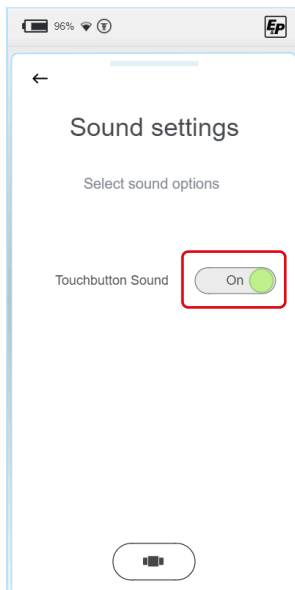 96%
EP
Sound settings
Select sound options
Touchbutton Sound
On